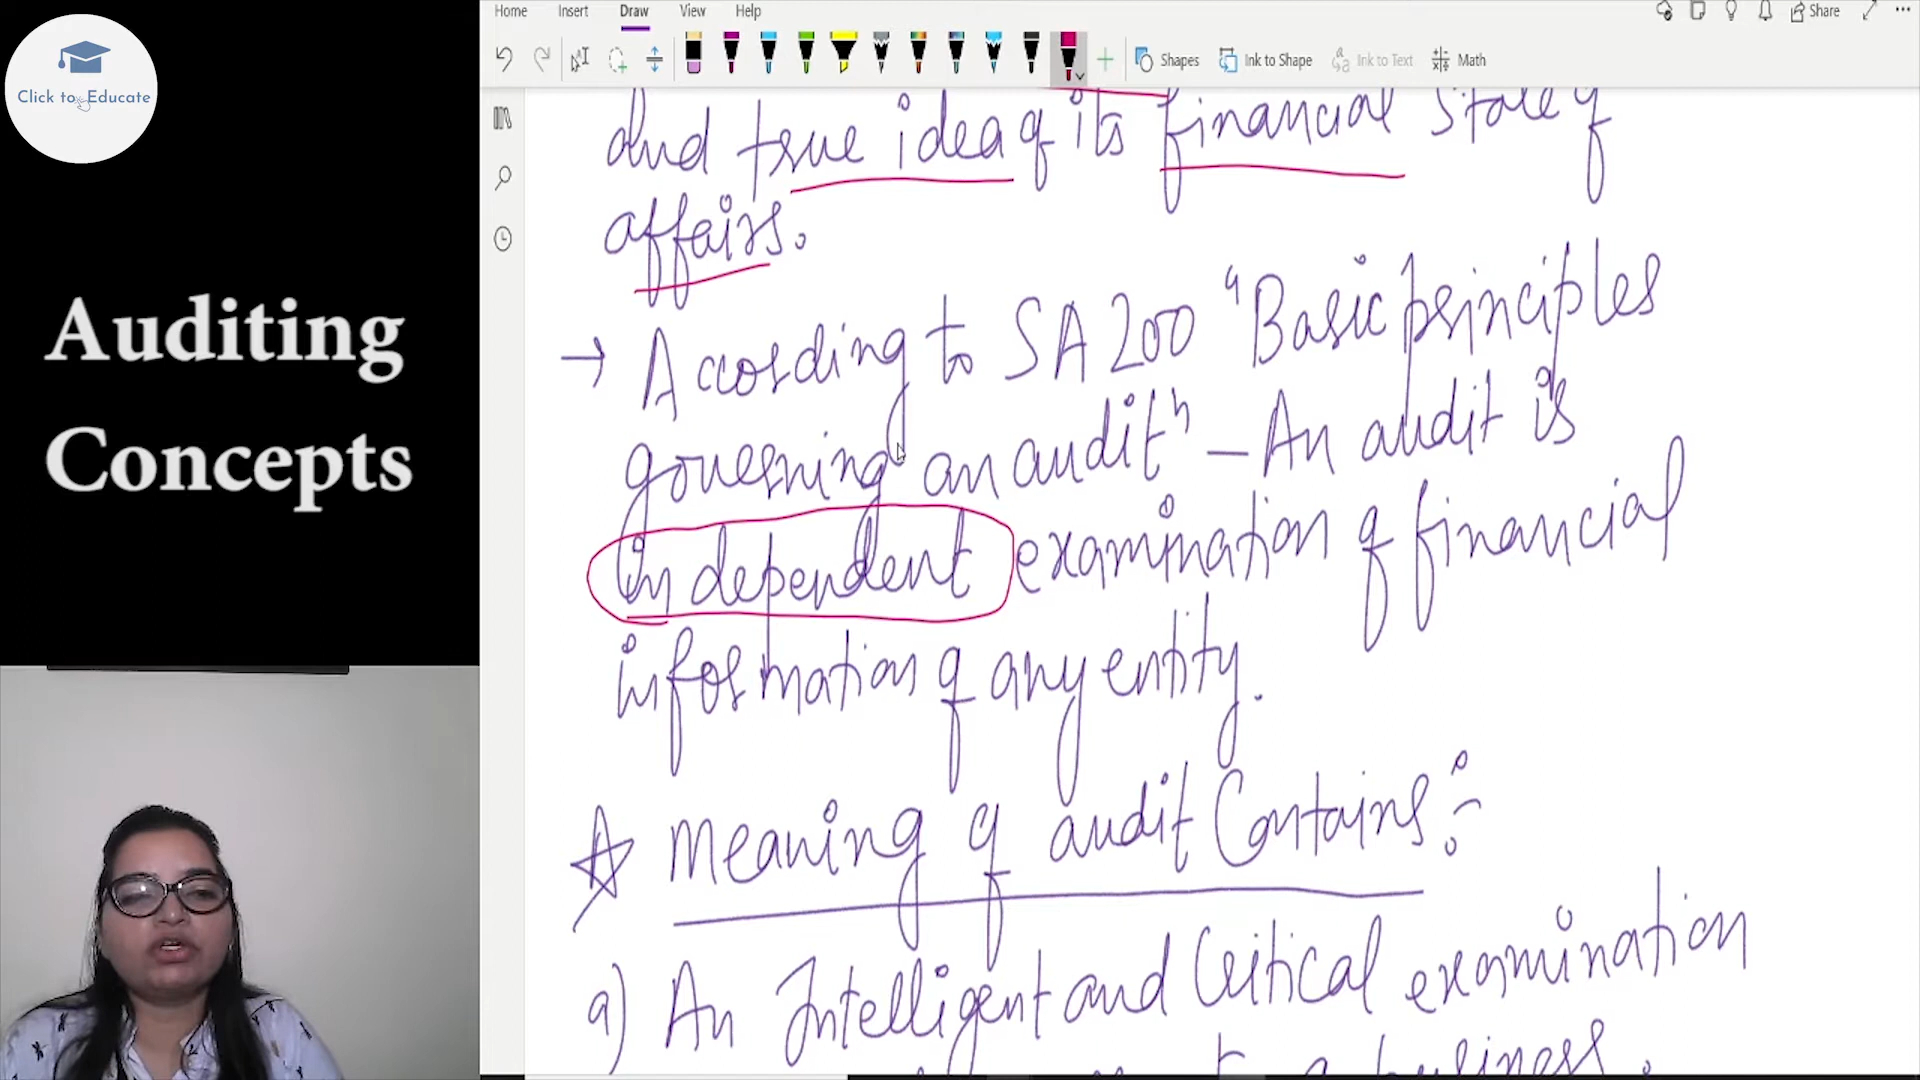 Click to Educate
Auditing
Concepts
Home Insert Draw View Help
Share
Shapes Ink to Shape Ink to Text Math
and true idea of its financial state of
affairs.
→ According to SA 200 "Basic principles
governing an audit" – An audit is
independent examination of financial
information of any entity.
☆ Meaning of audit Contains :-
a) An Intelligent and Critical examination
business.